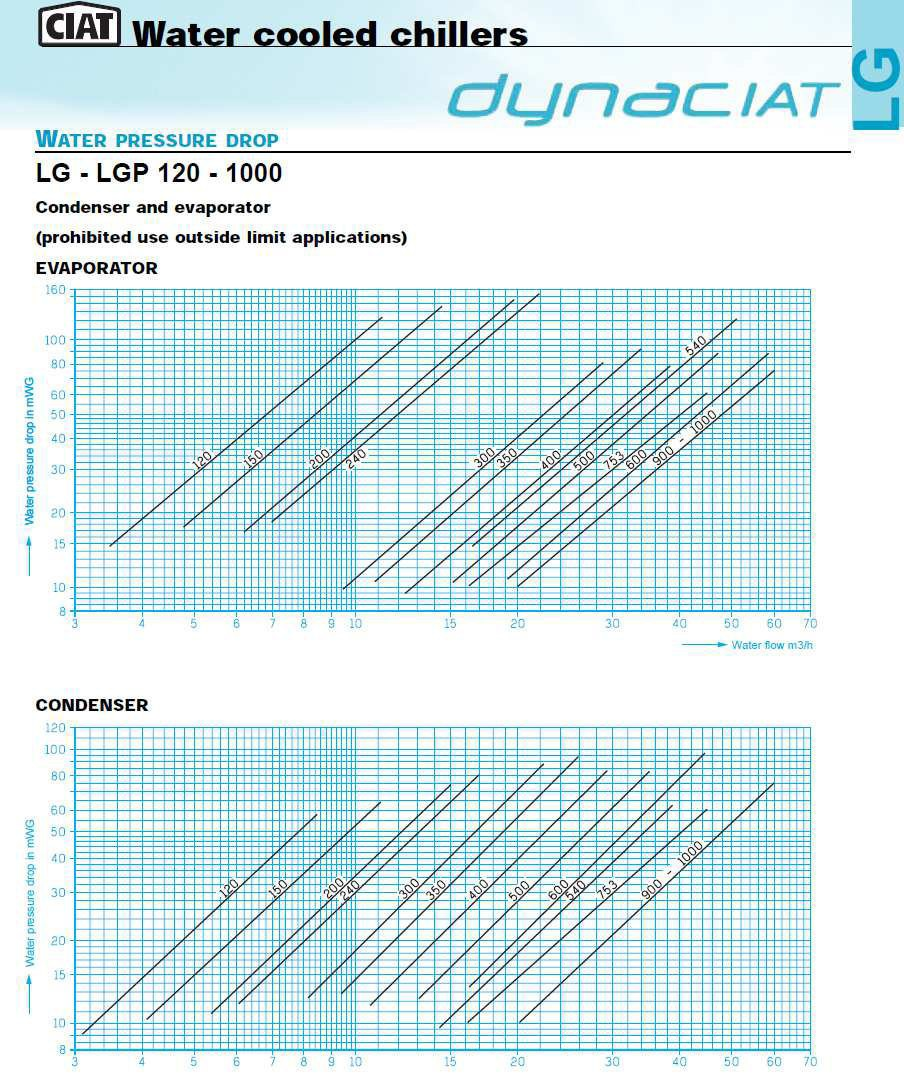 CIAT Water cooled chillers
LG
dynaCIAT
WATER PRESSURE DROP
LG - LGP 120 - 1000
Condenser and evaporator
(prohibited use outside limit applications)
EVAPORATOR
Water pressure drop in mWG
160
100
80
60
50
40
30
20
15
10
8
540
120 150 200 240 300 350 400 500 753 600 900 - 1000
3 4 5 6 7 8 9 10 15 20 30 40 50 60 70
Water flow m3/h
CONDENSER
Water pressure drop in mWG
120
100
80
60
50
40
30
20
15
10
8
120 150 200 240 300 350 400 500 600 540 753 900 - 1000
3 4 5 6 7 8 9 10 15 20 30 40 50 60 70